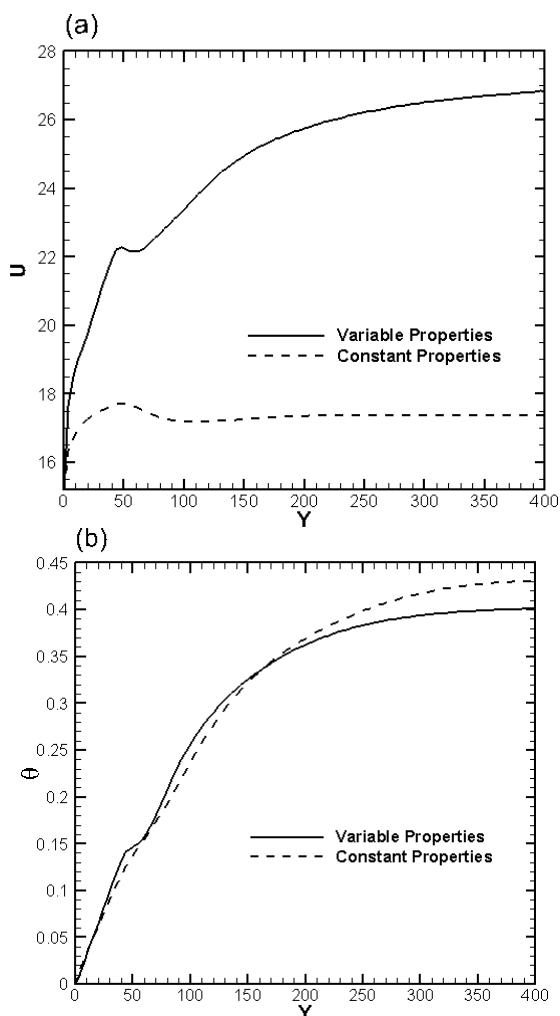 (a)
28
26
24
22
20
18
16
U
Variable Properties
Constant Properties
0 50 100 150 200 250 300 350 400
Y
(b)
0.45
0.4
0.35
0.3
0.25
0.2
0.15
0.1
0.05
0
θ
Variable Properties
Constant Properties
0 50 100 150 200 250 300 350 400
Y